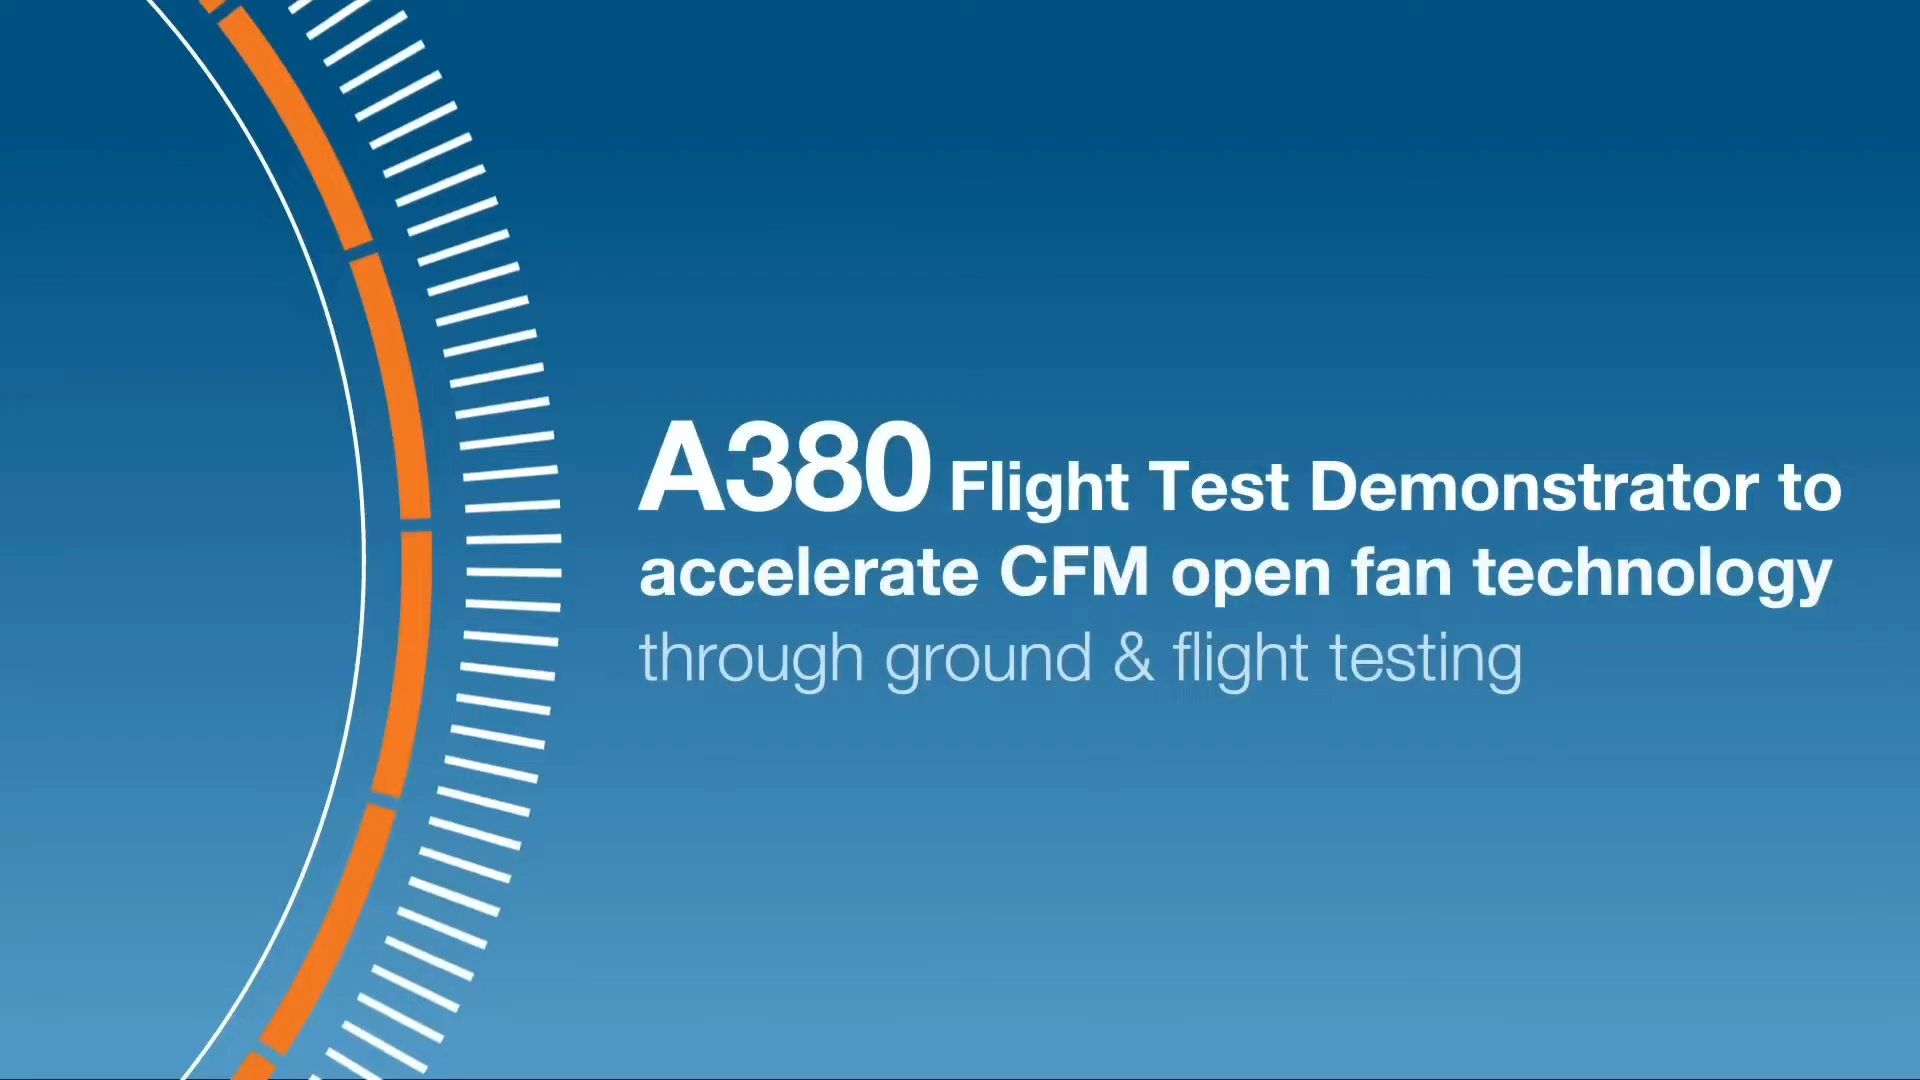 A380 Flight Test Demonstrator to
accelerate CFM open fan technology
through ground & flight testing